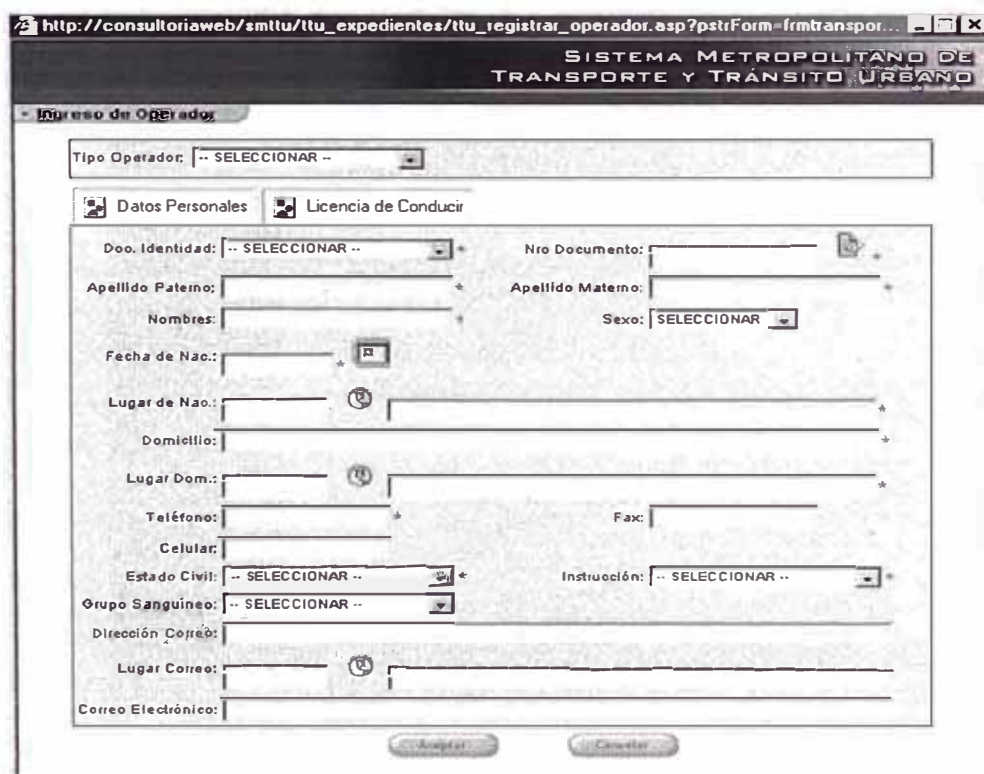 http://consultoriaweb/smttu/ttu_expedientes/ttu_registrar_operador.asp?pstrForm=frmtranspor...
SISTEMA METROPOLITANO DE
TRANSPORTE Y TRÁNSITO URBANO
Ingreso de Operador
Tipo Operador: -- SELECCIONAR --
Datos Personales Licencia de Conducir
Doc. Identidad: -- SELECCIONAR -- * Nro Documento: *
Apellido Paterno: * Apellido Materno: *
Nombres: * Sexo: SELECCIONAR
Fecha de Nac.: *
Lugar de Nac.: *
Domicilio: *
Lugar Dom.: *
Teléfono: * Fax:
Celular:
Estado Civil: -- SELECCIONAR -- * Instrucción: -- SELECCIONAR -- *
Grupo Sanguíneo: -- SELECCIONAR --
Dirección Correo:
Lugar Correo:
Correo Electrónico:
Aceptar Cancelar